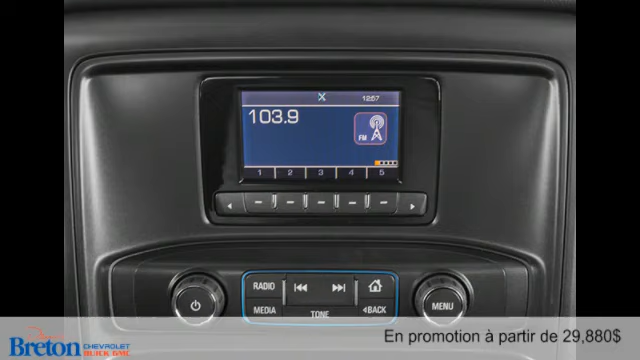 12:57
103.9
FM
1 2 3 4 5
RADIO
MEDIA
TONE
BACK
MENU
Breton
CHEVROLET
BUICK GMC
En promotion à partir de 29,880$